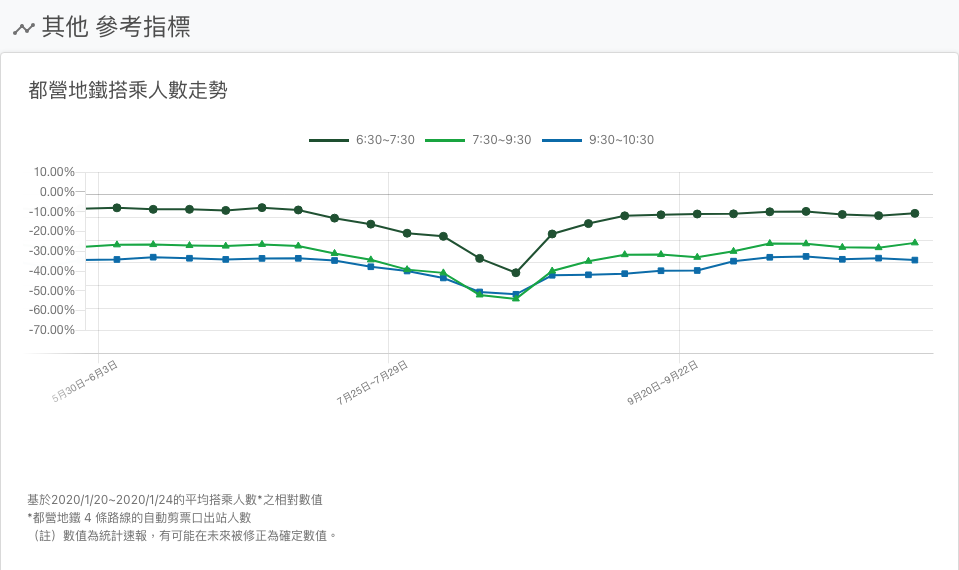 其他 參考指標
都營地鐵搭乘人數走勢
6:30~7:30 7:30~9:30 9:30~10:30
10.00%
0.00%
-10.00%
-20.00%
-30.00%
-40.00%
-50.00%
-60.00%
-70.00%
5月30日~6月3日 7月25日~7月29日 9月20日~9月22日
基於2020/1/20~2020/1/24的平均搭乘人數*之相對數值
*都營地鐵 4 條路線的自動剪票口出站人數
（註）數值為統計速報，有可能在未來被修正為確定數值。